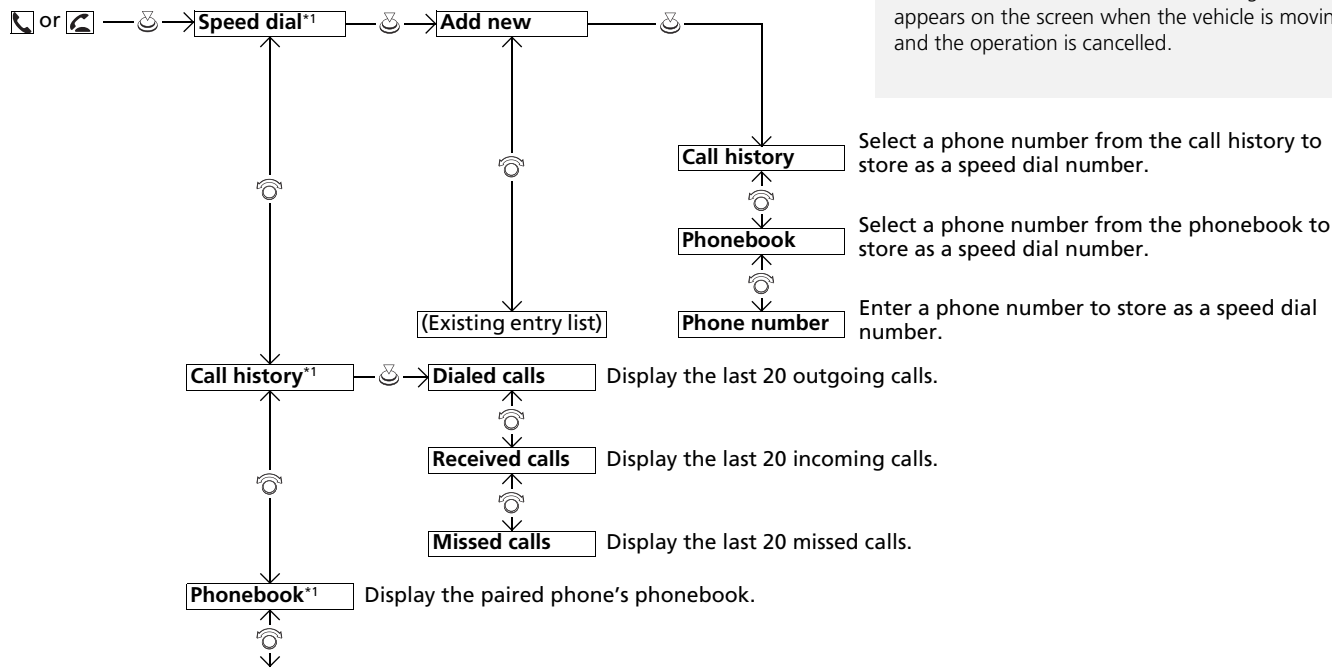 or
Speed dial*1
Add new
appears on the screen when the vehicle is movin
and the operation is cancelled.
Call history
Select a phone number from the call history to
store as a speed dial number.
Phonebook
Select a phone number from the phonebook to
store as a speed dial number.
(Existing entry list)
Phone number
Enter a phone number to store as a speed dial
number.
Call history*1
Dialed calls
Display the last 20 outgoing calls.
Received calls
Display the last 20 incoming calls.
Missed calls
Display the last 20 missed calls.
Phonebook*1
Display the paired phone’s phonebook.